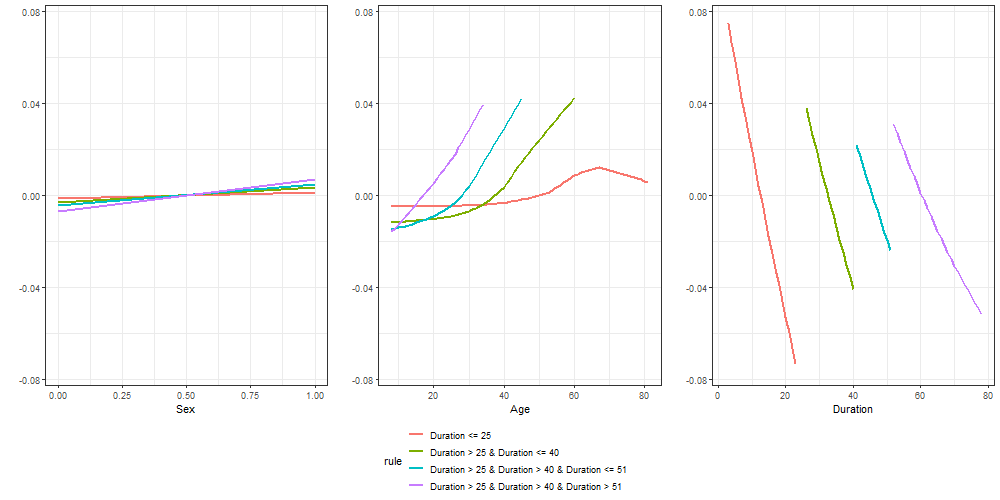 0.08
0.04
0.00
-0.04
-0.08
0.00 0.25 0.50 0.75 1.00
Sex
0.08
0.04
0.00
-0.04
-0.08
20 40 60 80
Age
0.08
0.04
0.00
-0.04
-0.08
0 20 40 60 80
Duration
rule
Duration <= 25
Duration > 25 & Duration <= 40
Duration > 25 & Duration > 40 & Duration <= 51
Duration > 25 & Duration > 40 & Duration > 51